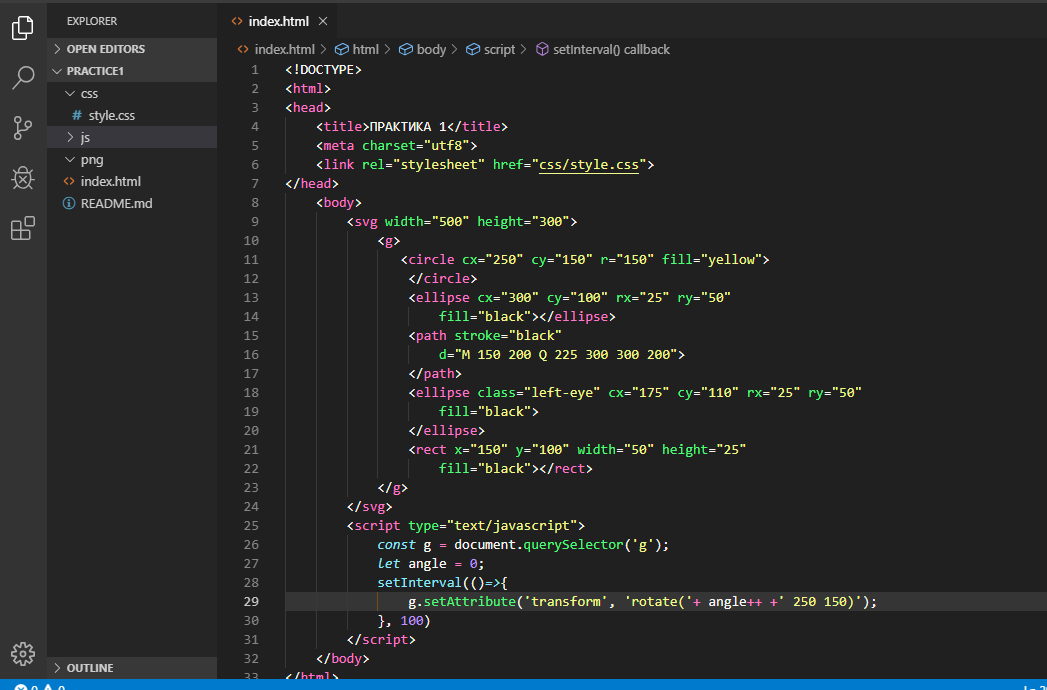 EXPLORER
OPEN EDITORS
PRACTICE1
css
# style.css
js
png
<> index.html
README.md
OUTLINE
<> index.html ×
<> index.html > html > body > script > setInterval() callback
1 <!DOCTYPE>
2 <html>
3 <head>
4 <title>ПРАКТИКА 1</title>
5 <meta charset="utf8">
6 <link rel="stylesheet" href="css/style.css">
7 </head>
8 <body>
9 <svg width="500" height="300">
10 <g>
11 <circle cx="250" cy="150" r="150" fill="yellow">
12 </circle>
13 <ellipse cx="300" cy="100" rx="25" ry="50"
14 fill="black"></ellipse>
15 <path stroke="black"
16 d="M 150 200 Q 225 300 300 200">
17 </path>
18 <ellipse class="left-eye" cx="175" cy="110" rx="25" ry="50"
19 fill="black">
20 </ellipse>
21 <rect x="150" y="100" width="50" height="25"
22 fill="black"></rect>
23 </g>
24 </svg>
25 <script type="text/javascript">
26 const g = document.querySelector('g');
27 let angle = 0;
28 setInterval(()=>{
29 g.setAttribute('transform', 'rotate('+ angle++ +' 250 150)');
30 }, 100)
31 </script>
32 </body>
33 </html>